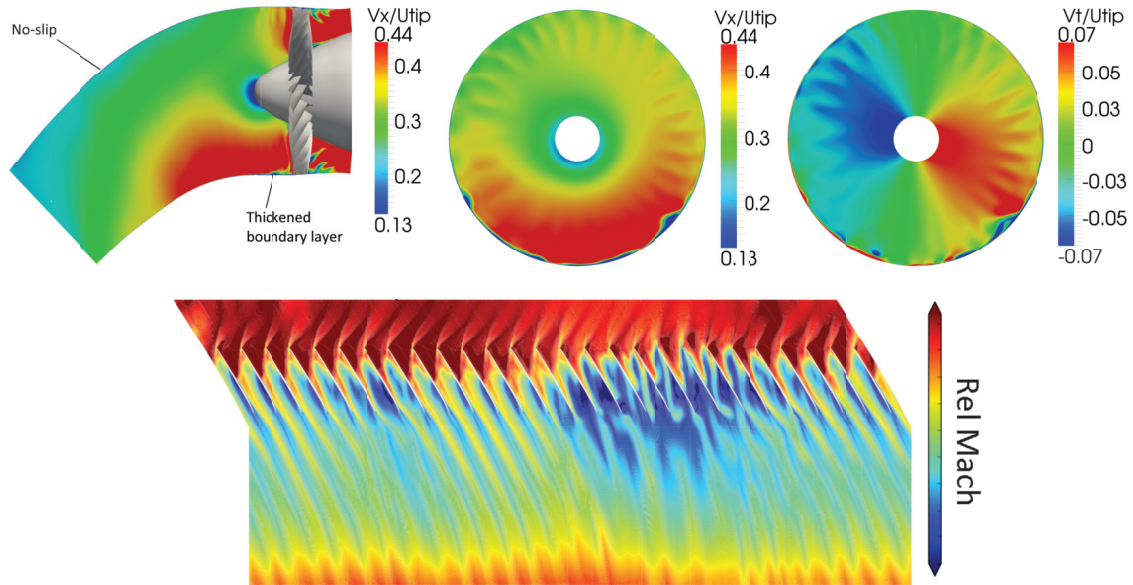 No-slip
Thickened
boundary layer
Vx/Utip
0.44
0.4
0.3
0.2
0.13
Vx/Utip
0.44
0.4
0.3
0.2
0.13
Vt/Utip
0.07
0.05
0.03
0
-0.03
-0.05
-0.07
Rel Mach